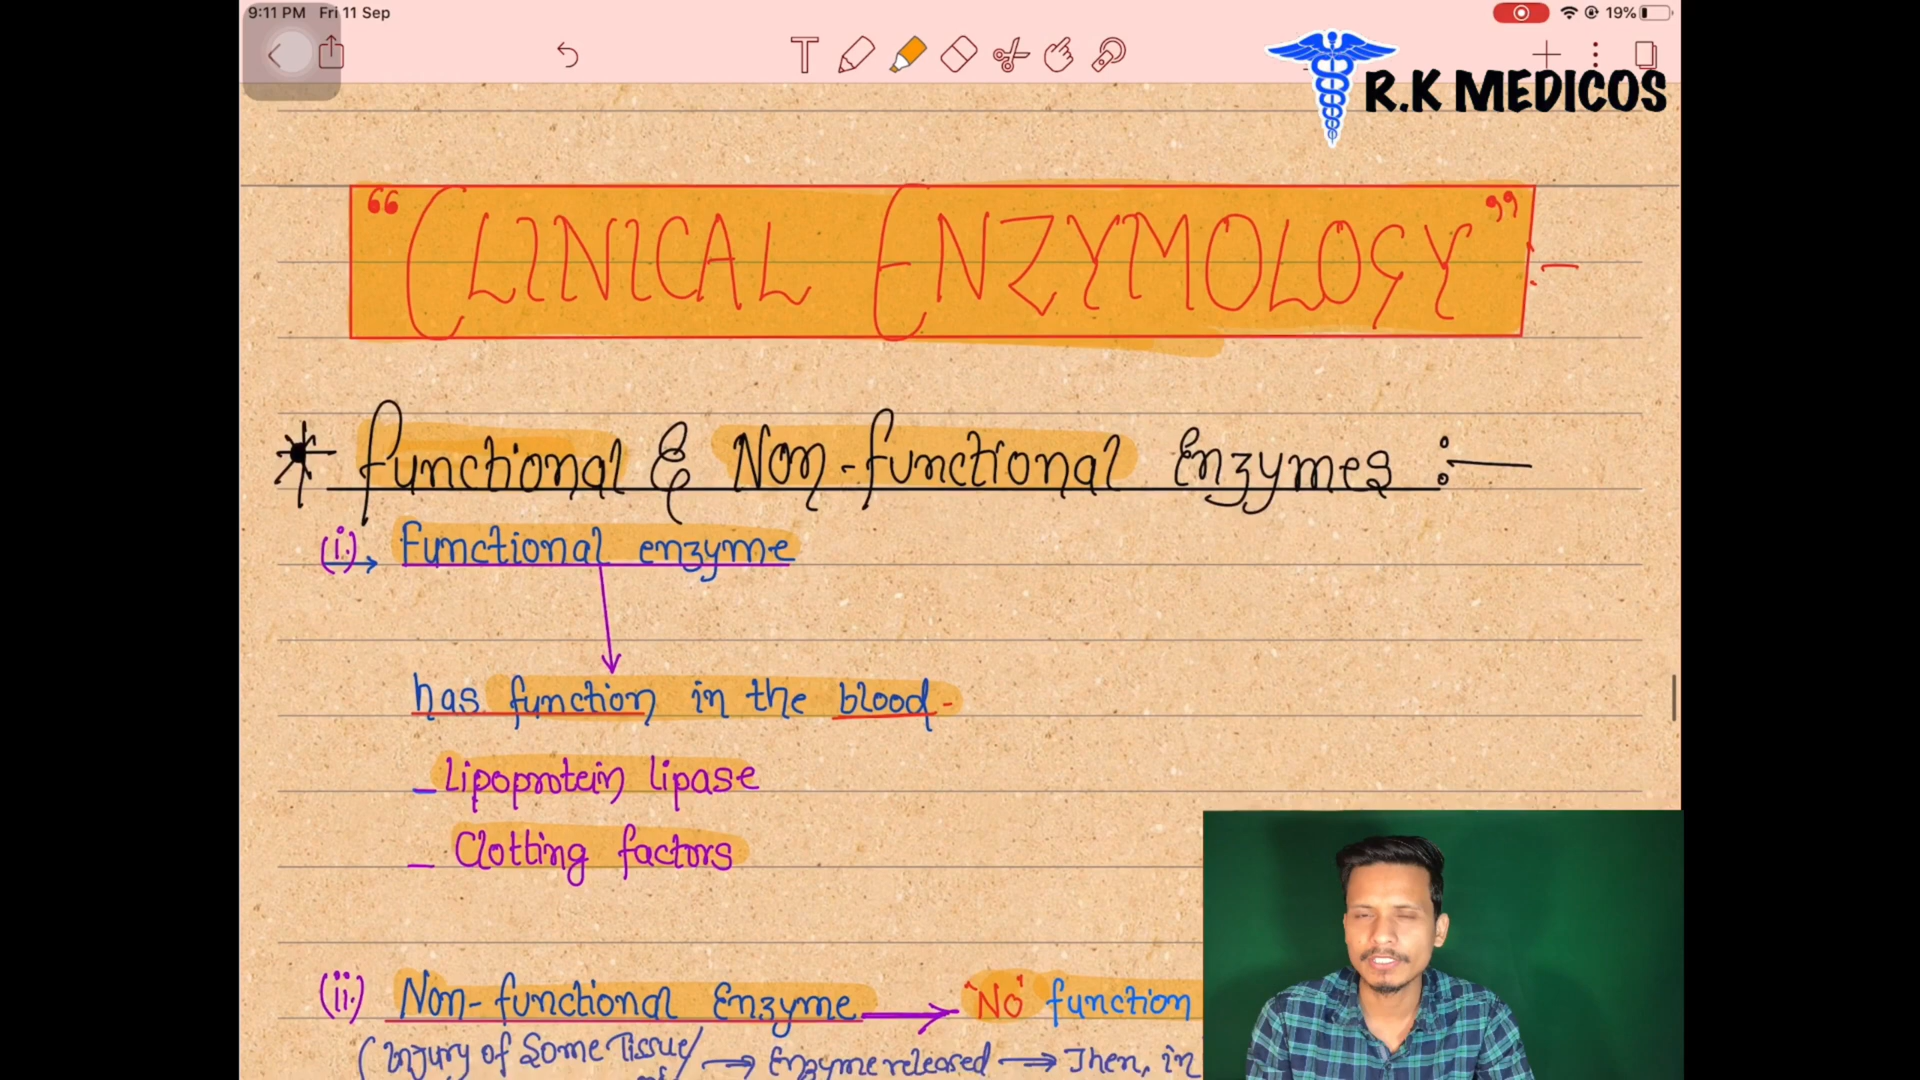 9:11 PM Fri 11 Sep
19%
R.K MEDICOS
"CLINICAL ENZYMOLOGY" :-
* functional & Non-functional Enzymes :-
(i.) → functional enzyme
has function in the blood.
- Lipoprotein lipase
- Clotting factors
(ii.) Non-functional Enzyme → "NO" function
(Injury of Some Tissue/ → Enzyme released → Then, in